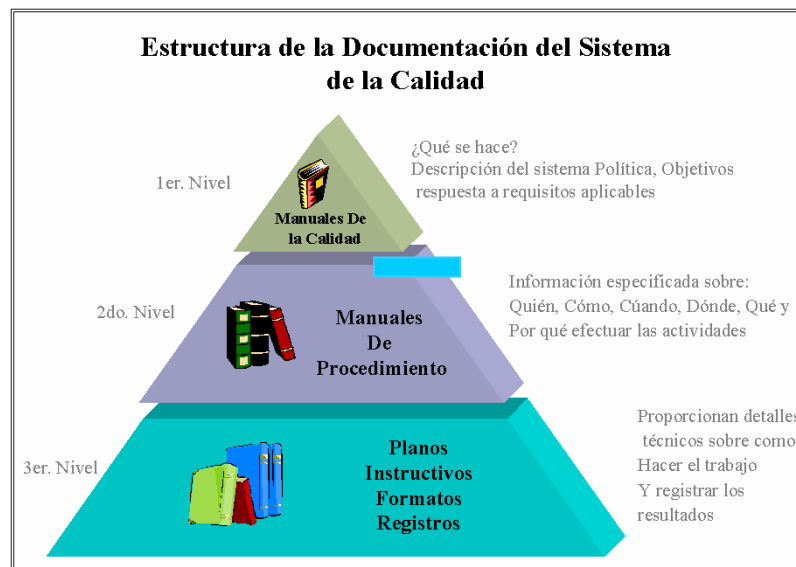 Estructura de la Documentación del Sistema
de la Calidad
1er. Nivel
Manuales De
la Calidad
¿Qué se hace?
Descripción del sistema Política, Objetivos
respuesta a requisitos aplicables
2do. Nivel
Manuales
De
Procedimiento
Información especificada sobre:
Quién, Cómo, Cúando, Dónde, Qué y
Por qué efectuar las actividades
3er. Nivel
Planos
Instructivos
Formatos
Registros
Proporcionan detalles
técnicos sobre como
Hacer el trabajo
Y registrar los
resultados